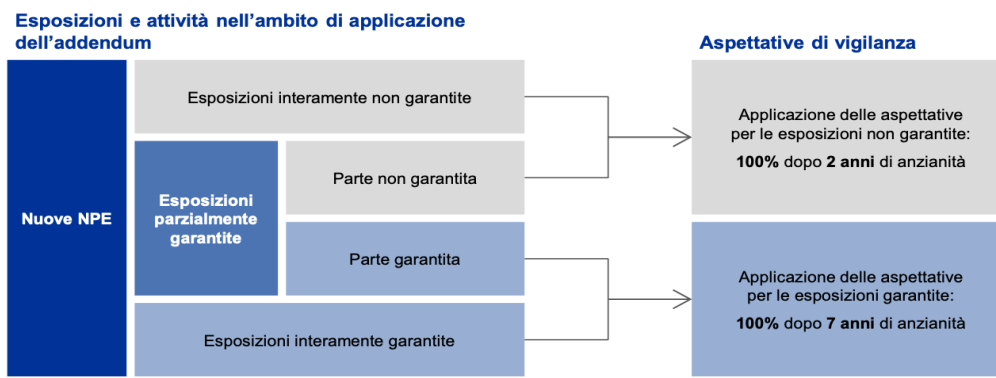 Esposizioni e attività nell'ambito di applicazione
dell'addendum
Aspettative di vigilanza
Nuove NPE
Esposizioni interamente non garantite
Esposizioni
parzialmente
garantite
Parte non garantita
Parte garantita
Esposizioni interamente garantite
Applicazione delle aspettative
per le esposizioni non garantite:
100% dopo 2 anni di anzianità
Applicazione delle aspettative
per le esposizioni garantite:
100% dopo 7 anni di anzianità